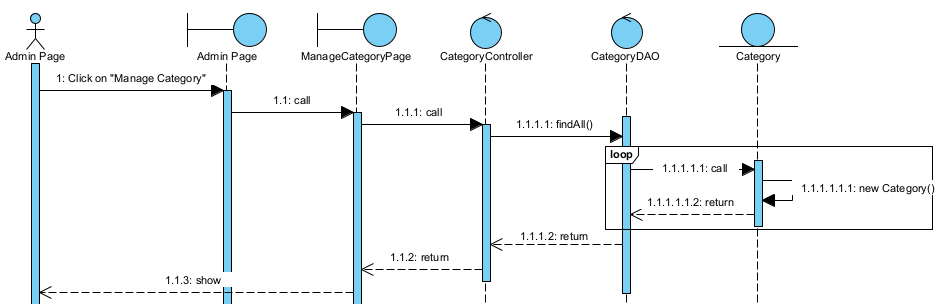 Admin Page
Admin Page
ManageCategoryPage
CategoryController
CategoryDAO
Category
1: Click on "Manage Category"
1.1: call
1.1.1: call
1.1.1.1: findAll()
loop
1.1.1.1.1: call
1.1.1.1.1.1: new Category()
1.1.1.1.1.2: return
1.1.1.2: return
1.1.2: return
1.1.3: show